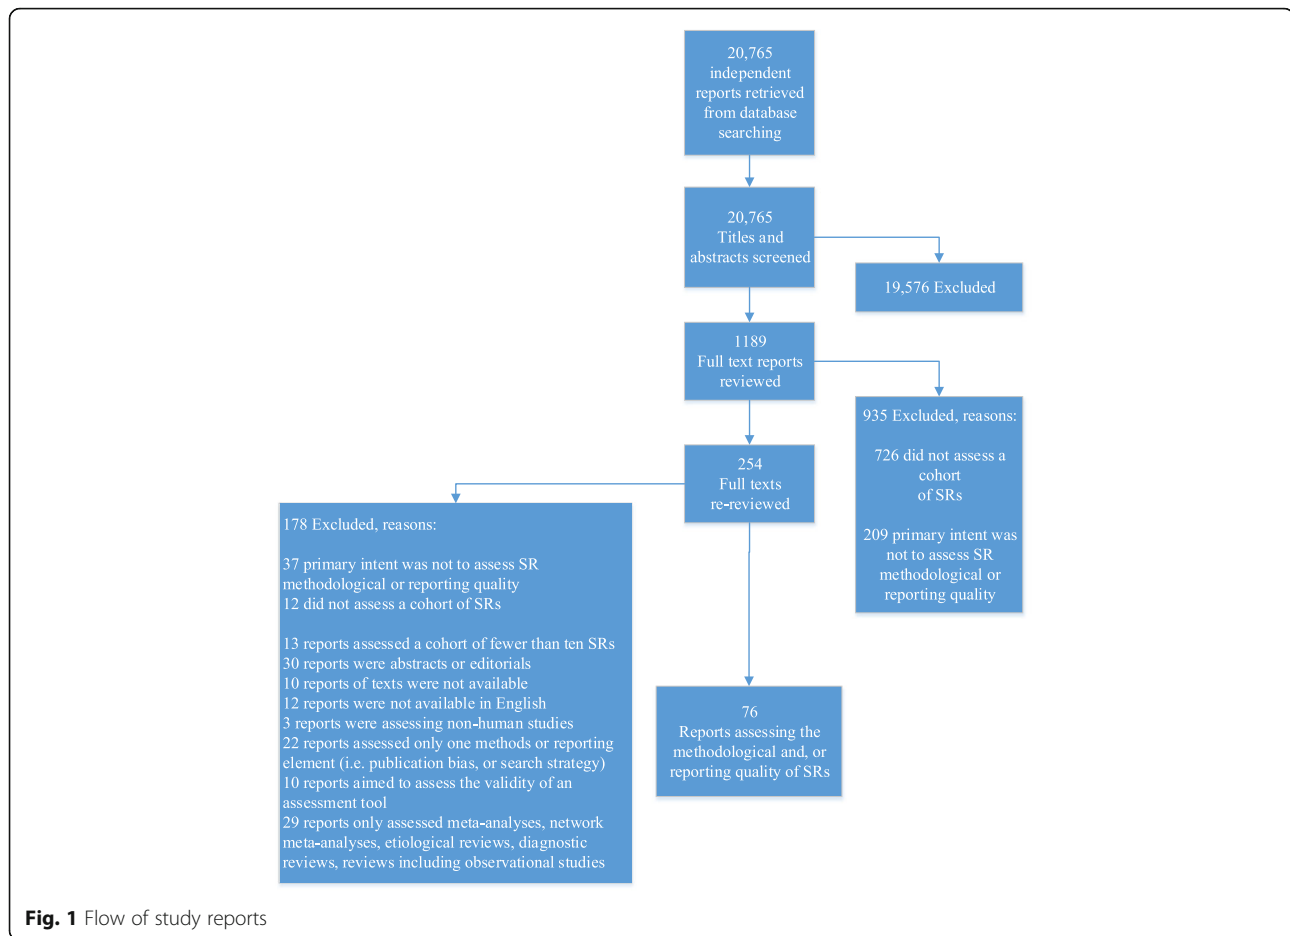 20,765
independent
reports retrieved
from database
searching
20,765
Titles and
abstracts screened
19,576 Excluded
1189
Full text reports
reviewed
935 Excluded, reasons:
726 did not assess a
cohort
of SRs
209 primary intent was
not to assess SR
methodological or
reporting quality
254
Full texts
re-reviewed
178 Excluded, reasons:
37 primary intent was not to assess SR
methodological or reporting quality
12 did not assess a cohort of SRs
13 reports assessed a cohort of fewer than ten SRs
30 reports were abstracts or editorials
10 reports of texts were not available
12 reports were not available in English
3 reports were assessing non-human studies
22 reports assessed only one methods or reporting
element (i.e. publication bias, or search strategy)
10 reports aimed to assess the validity of an
assessment tool
29 reports only assessed meta-analyses, network
meta-analyses, etiological reviews, diagnostic
reviews, reviews including observational studies
76
Reports assessing the
methodological and, or
reporting quality of SRs
Fig. 1 Flow of study reports